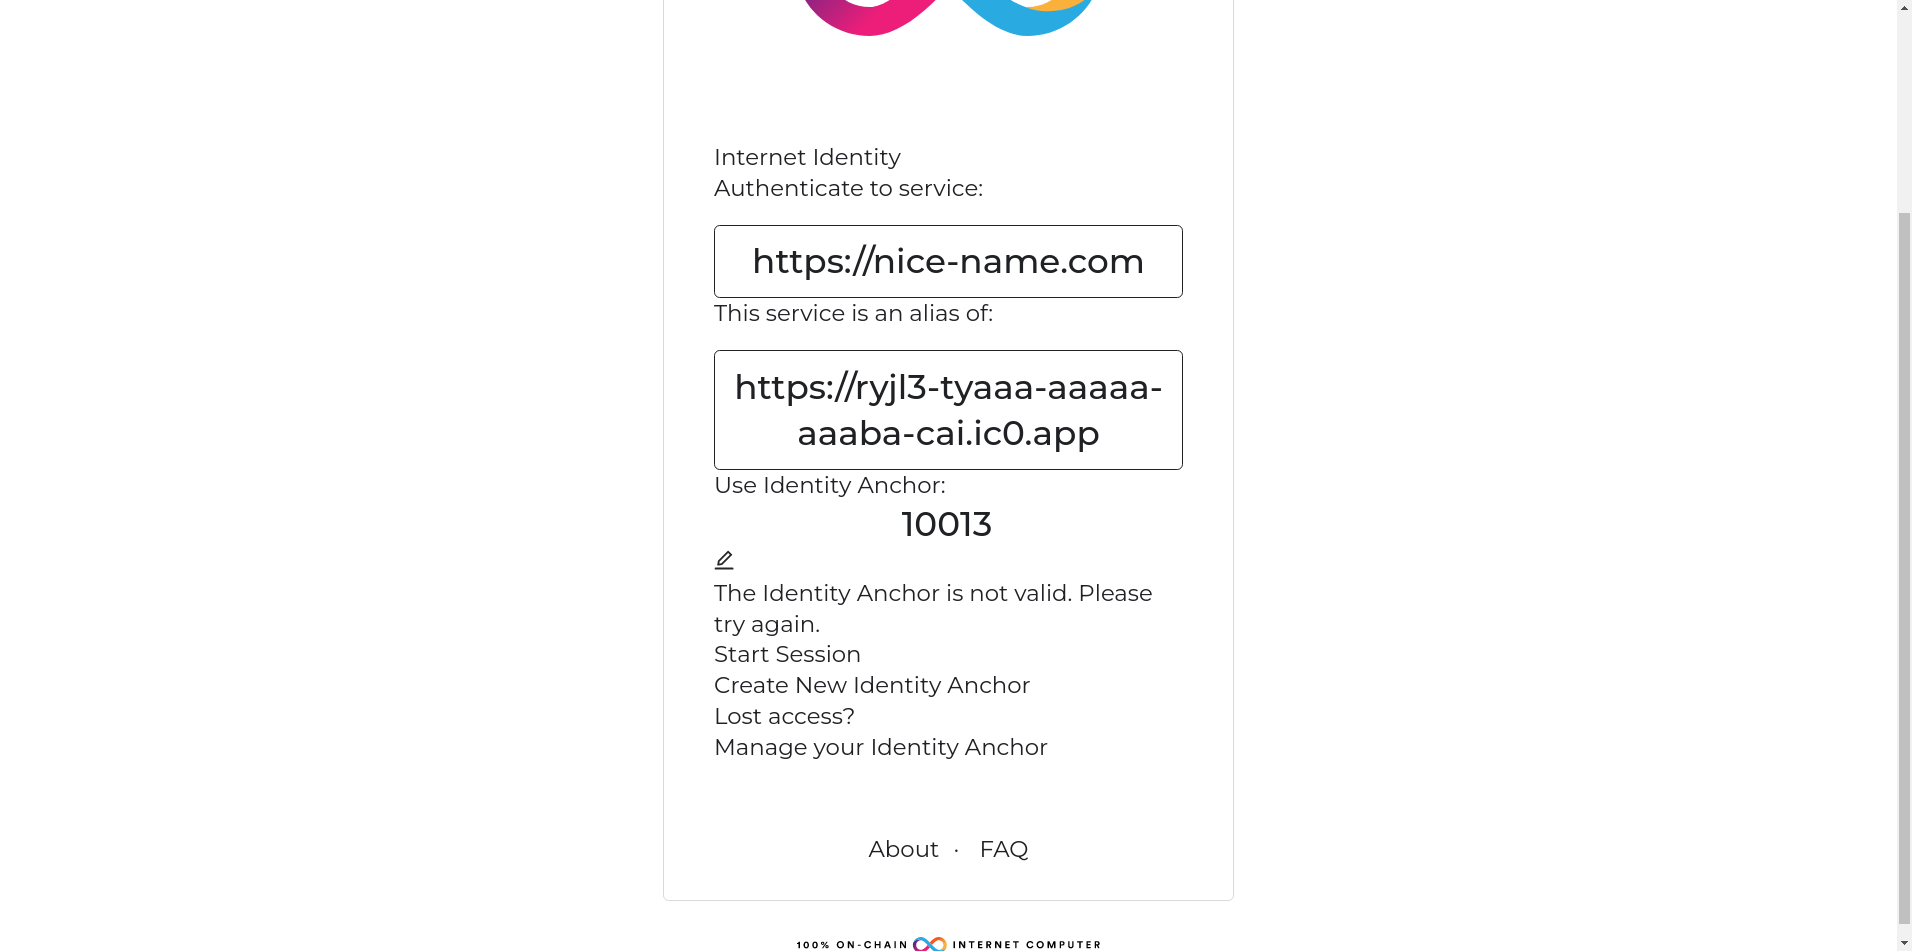 Internet Identity
Authenticate to service:
https://nice-name.com
This service is an alias of:
https://ryjl3-tyaaa-aaaaa-
aaaba-cai.ic0.app
Use Identity Anchor:
10013
The Identity Anchor is not valid. Please
try again.
Start Session
Create New Identity Anchor
Lost access?
Manage your Identity Anchor
About · FAQ
100% ON-CHAIN INTERNET COMPUTER